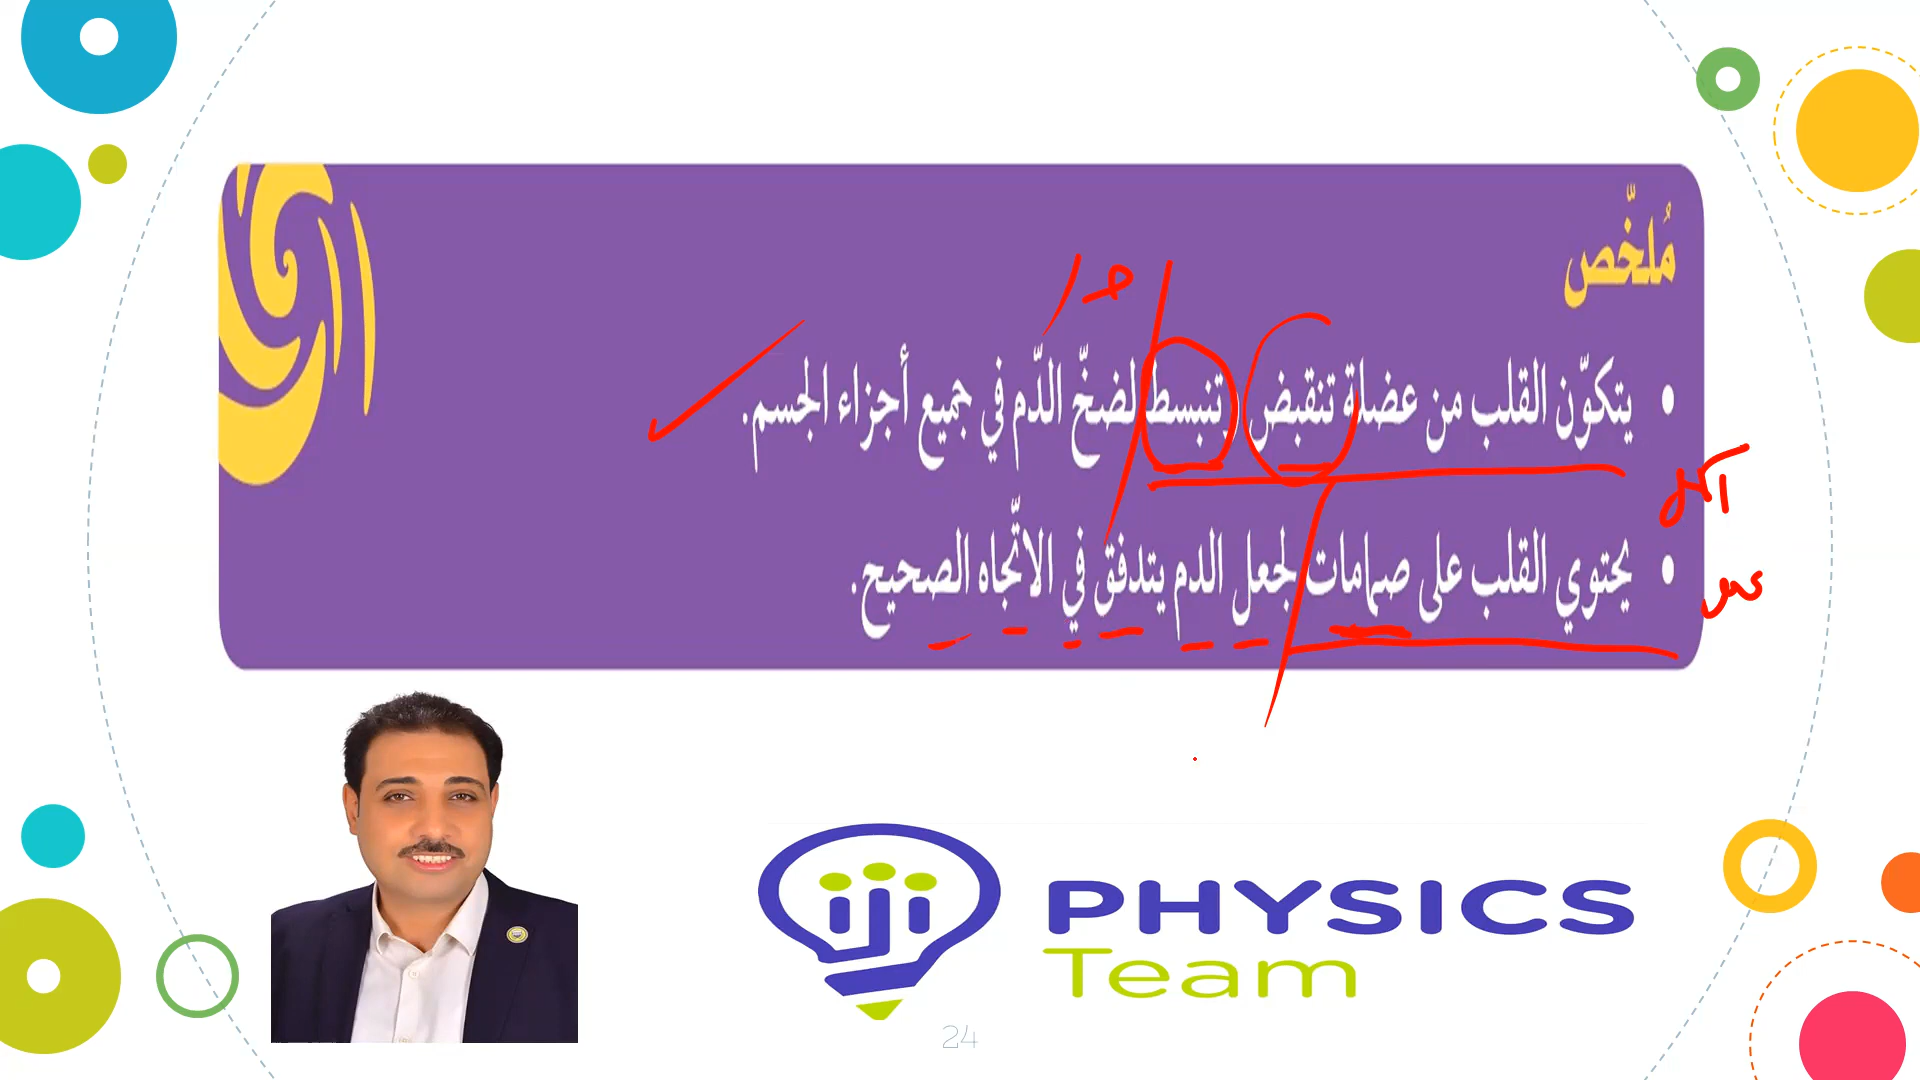 مُلخّص
• يتكوّن القلب من عضلة تنقبض وتنبسط لضخّ الدّم في جميع أجزاء الجسم.
• يحتوي القلب على صمامات لجعل الدم يتدفق في الاتّجاه الصحيح.
PHYSICS
Team
24